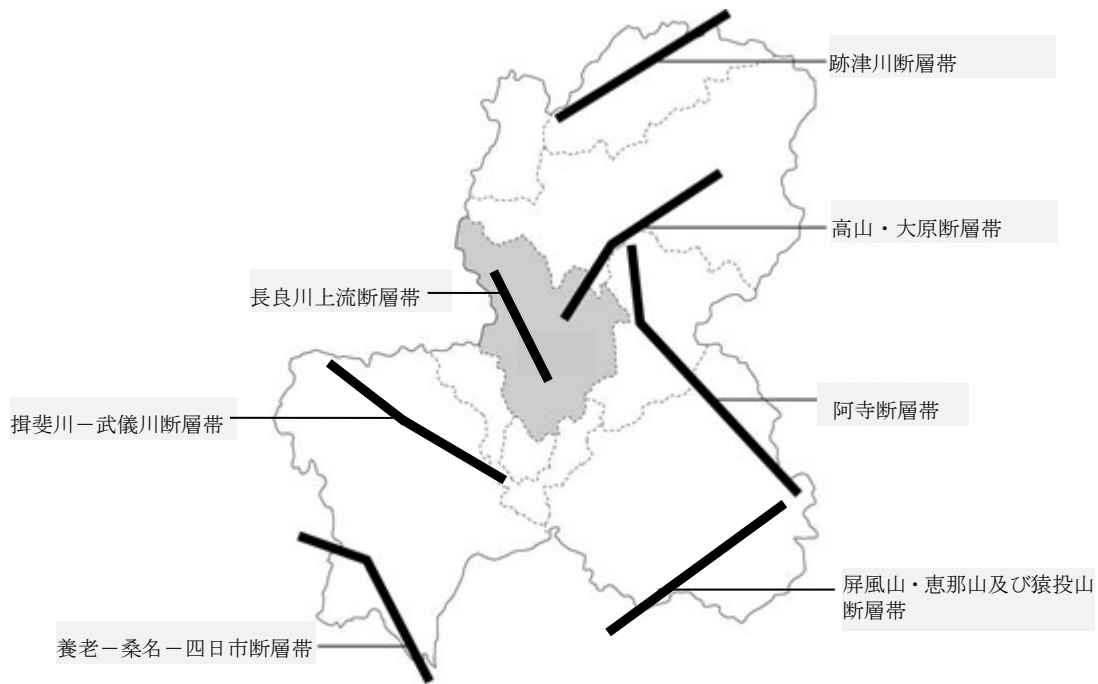 跡津川断層帯
高山・大原断層帯
長良川上流断層帯
阿寺断層帯
揖斐川－武儀川断層帯
屏風山・恵那山及び猿投山
断層帯
養老－桑名－四日市断層帯